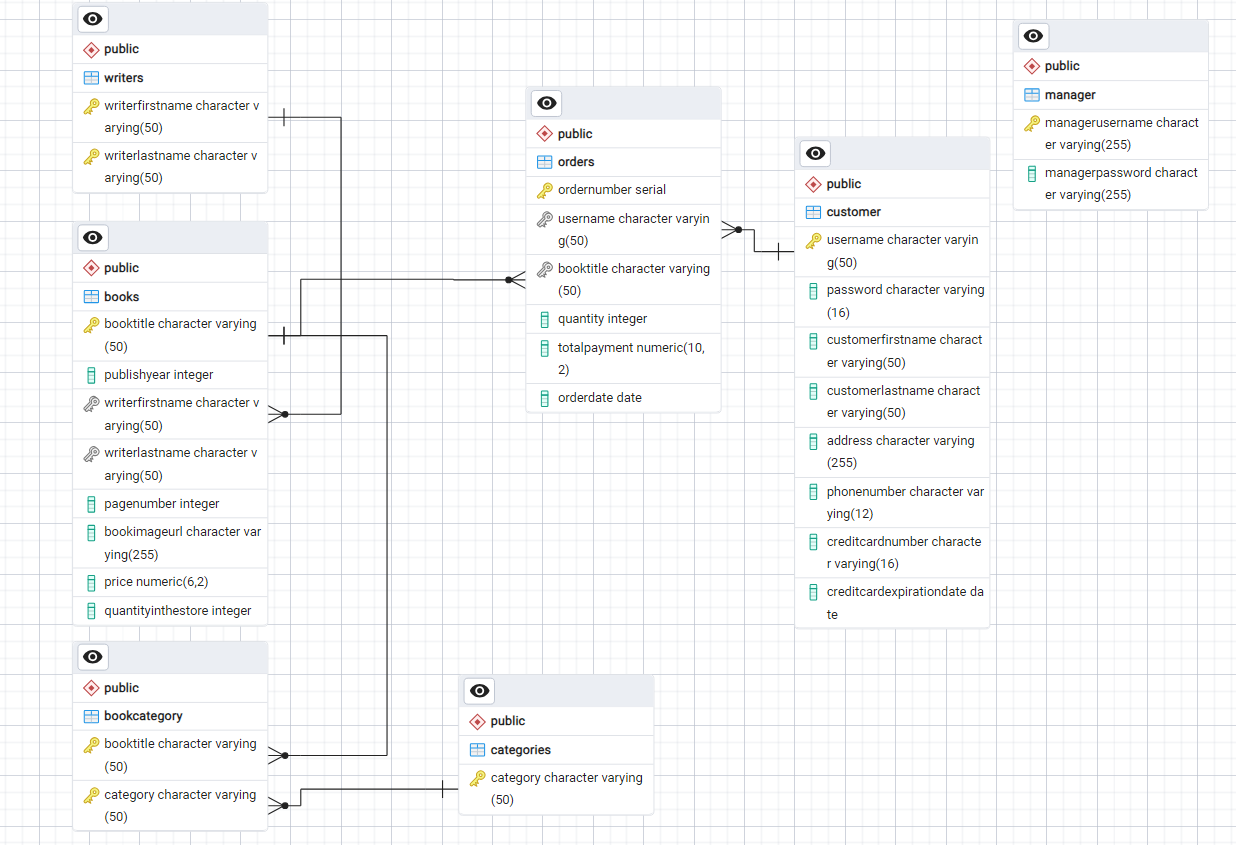 public
writers
writerfirstname character v
arying(50)
writerlastname character v
arying(50)
public
books
booktitle character varying
(50)
publishyear integer
writerfirstname character v
arying(50)
writerlastname character v
arying(50)
pagenumber integer
bookimageurl character var
ying(255)
price numeric(6,2)
quantityinthestore integer
public
bookcategory
booktitle character varying
(50)
category character varying
(50)
public
categories
category character varying
(50)
public
orders
ordernumber serial
username character varyin
g(50)
booktitle character varying
(50)
quantity integer
totalpayment numeric(10,
2)
orderdate date
public
customer
username character varyin
g(50)
password character varying
(16)
customerfirstname charact
er varying(50)
customerlastname charact
er varying(50)
address character varying
(255)
phonenumber character var
ying(12)
creditcardnumber characte
r varying(16)
creditcardexpirationdate da
te
public
manager
managerusername charact
er varying(255)
managerpassword charact
er varying(255)